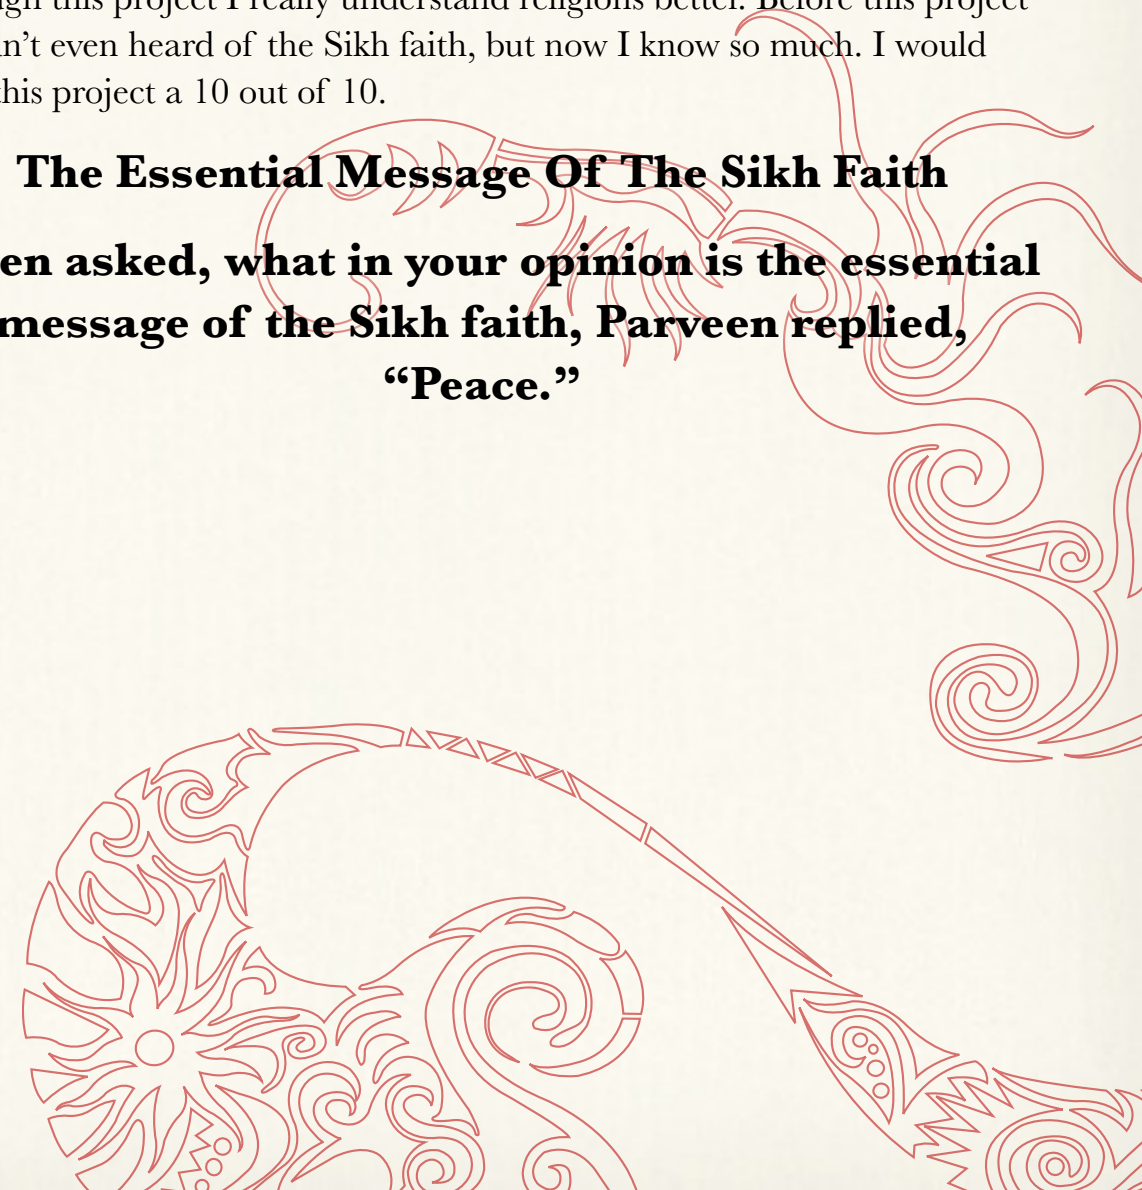 this project I really understand religions better. Before this project
even heard of the Sikh faith, but now I know so much. I would
this project a 10 out of 10.
The Essential Message Of The Sikh Faith
asked, what in your opinion is the essential
message of the Sikh faith, Parveen replied,
“Peace.”